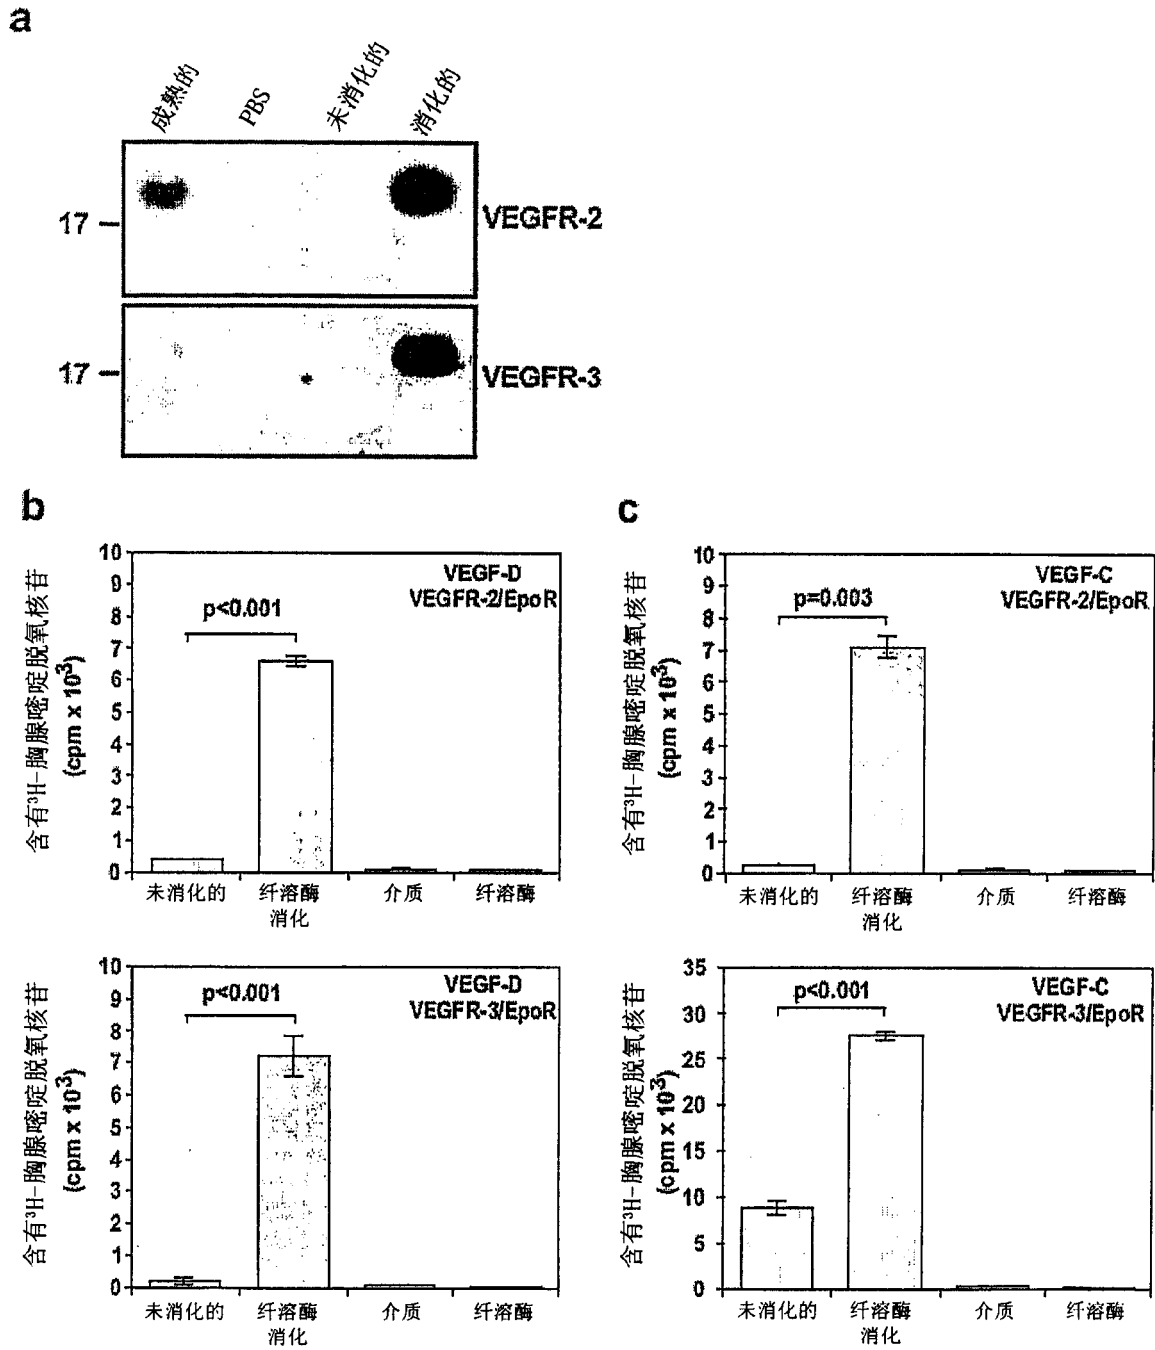 a
成熟的
PBS
未消化的
消化的
17
VEGFR-2
17
VEGFR-3
b
含有³H-胸腺嘧啶脱氧核苷
(cpm x 10³)
10
9
8
7
6
5
4
3
2
1
0
VEGF-D
VEGFR-2/EpoR
p<0.001
未消化的
纤溶酶
消化
介质
纤溶酶
c
含有³H-胸腺嘧啶脱氧核苷
(cpm x 10³)
10
9
8
7
6
5
4
3
2
1
0
VEGF-C
VEGFR-2/EpoR
p=0.003
未消化的
纤溶酶
消化
介质
纤溶酶
含有³H-胸腺嘧啶脱氧核苷
(cpm x 10³)
10
9
8
7
6
5
4
3
2
1
0
VEGF-D
VEGFR-3/EpoR
p<0.001
未消化的
纤溶酶
消化
介质
纤溶酶
含有³H-胸腺嘧啶脱氧核苷
(cpm x 10³)
35
30
25
20
15
10
5
0
VEGF-C
VEGFR-3/EpoR
p<0.001
未消化的
纤溶酶
消化
介质
纤溶酶